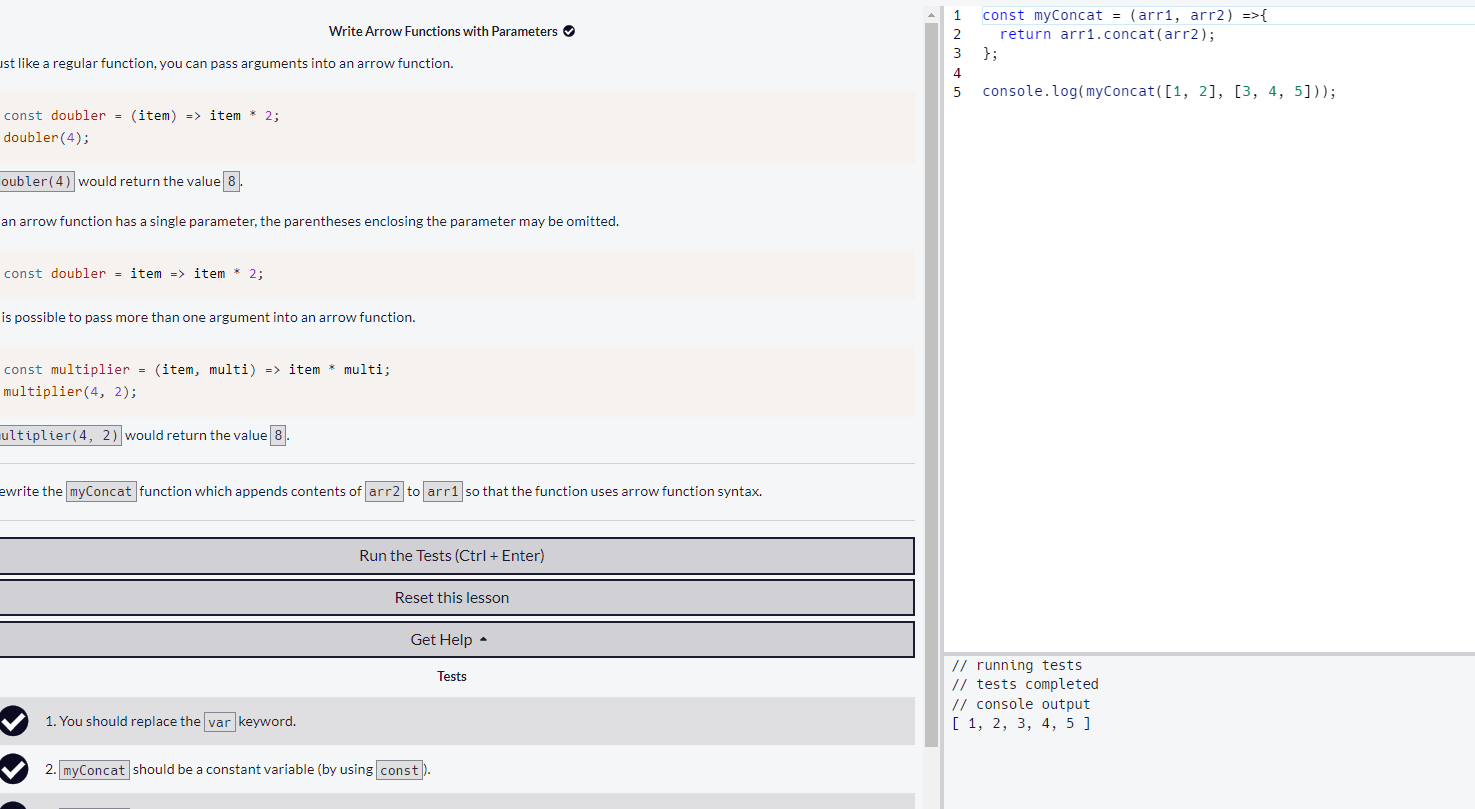 Write Arrow Functions with Parameters
ust like a regular function, you can pass arguments into an arrow function.
const doubler = (item) => item * 2;
doubler(4);
oubler(4) would return the value 8.
an arrow function has a single parameter, the parentheses enclosing the parameter may be omitted.
const doubler = item => item * 2;
is possible to pass more than one argument into an arrow function.
const multiplier = (item, multi) => item * multi;
multiplier(4, 2);
ultiplier(4, 2) would return the value 8.
ewrite the myConcat function which appends contents of arr2 to arr1 so that the function uses arrow function syntax.
Run the Tests (Ctrl + Enter)
Reset this lesson
Get Help
Tests
1. You should replace the var keyword.
2. myConcat should be a constant variable (by using const).
1 const myConcat = (arr1, arr2) =>{
2 return arr1.concat(arr2);
3 };
4
5 console.log(myConcat([1, 2], [3, 4, 5]));
// running tests
// tests completed
// console output
[ 1, 2, 3, 4, 5 ]